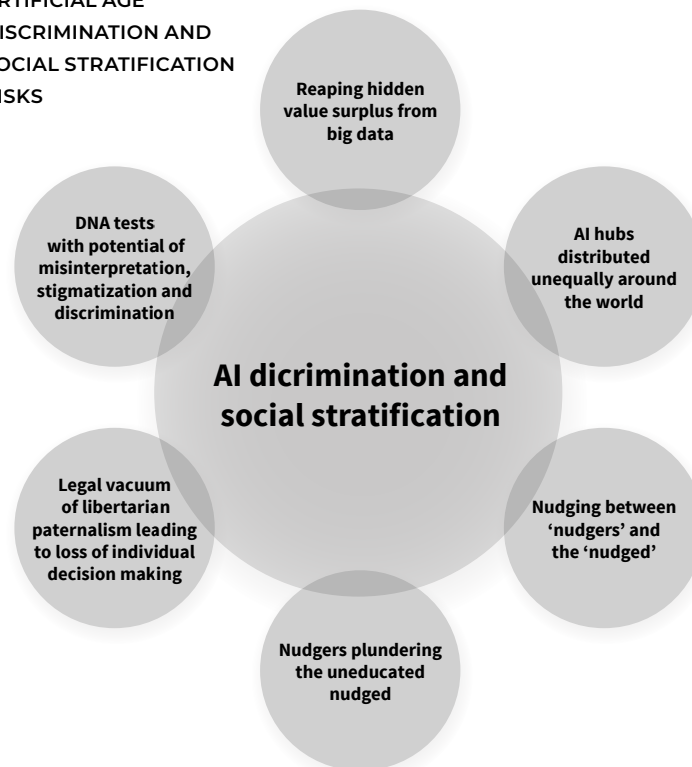 RTIFICIAL AGE
ISCRIMINATION AND
OCIAL STRATIFICATION
ISKS
Reaping hidden
value surplus from
big data
DNA tests
with potential of
misinterpretation,
stigmatization and
discrimination
AI hubs
distributed
unequally around
the world
AI dicrimination and
social stratification
Legal vacuum
of libertarian
paternalism leading
to loss of individual
decision making
Nudging between
‘nudgers’ and
the ‘nudged’
Nudgers plundering
the uneducated
nudged